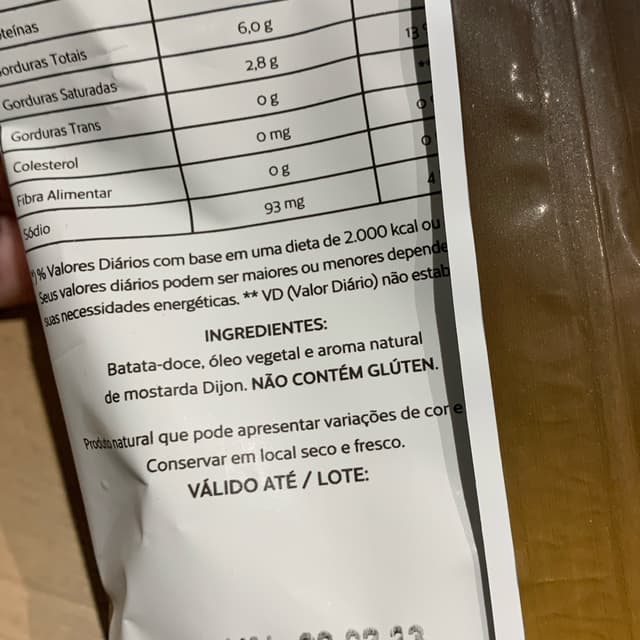 6,0 g
Gorduras Totais 2,8 g
Gorduras Saturadas 0 g
Gorduras Trans 0 mg
Colesterol 0 g
Fibra Alimentar 93 mg
Sódio
% Valores Diários com base em uma dieta de 2.000 kcal ou
Seus valores diários podem ser maiores ou menores depende
suas necessidades energéticas. ** VD (Valor Diário) não estab
INGREDIENTES:
Batata-doce, óleo vegetal e aroma natural
de mostarda Dijon. NÃO CONTÉM GLÚTEN.
Produto natural que pode apresentar variações de cor e
Conservar em local seco e fresco.
VÁLIDO ATÉ / LOTE: